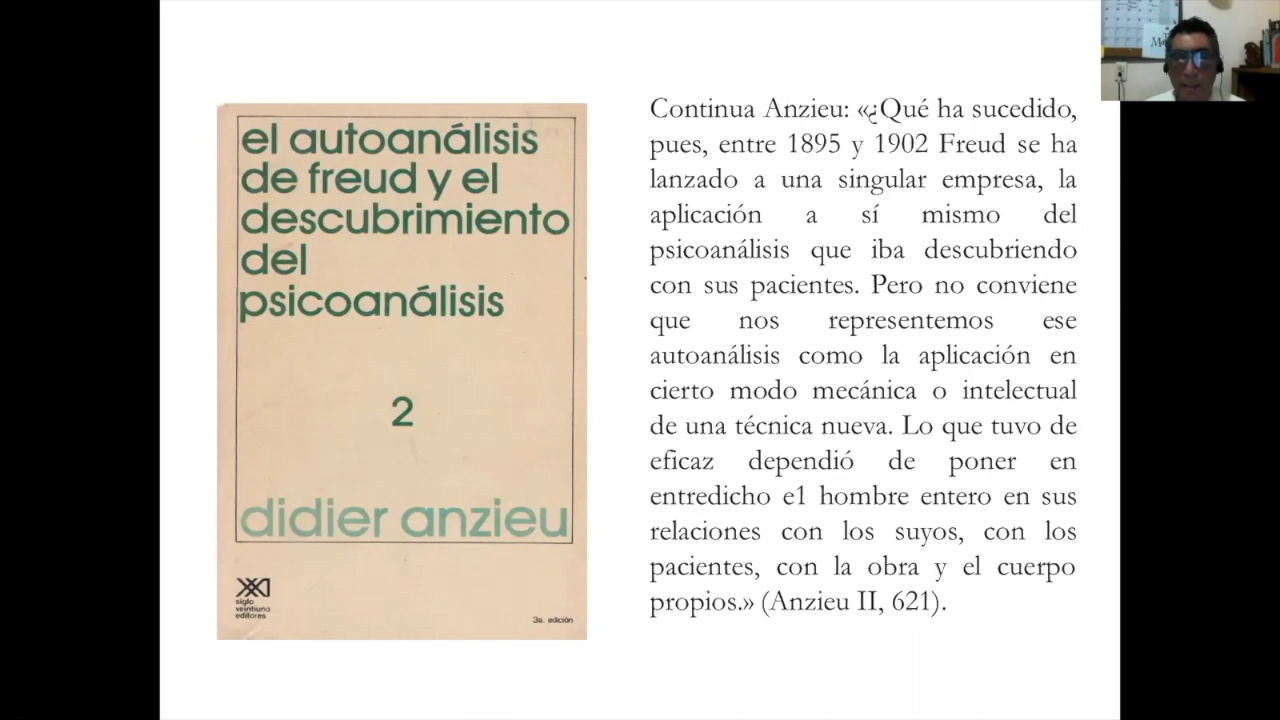 el autoanálisis
de freud y el
descubrimiento
del
psicoanálisis
2
didier anzieu
siglo
veintiuno
editores
3a. edición
Continua Anzieu: «¿Qué ha sucedido,
pues, entre 1895 y 1902 Freud se ha
lanzado a una singular empresa, la
aplicación a sí mismo del
psicoanálisis que iba descubriendo
con sus pacientes. Pero no conviene
que nos representemos ese
autoanálisis como la aplicación en
cierto modo mecánica o intelectual
de una técnica nueva. Lo que tuvo de
eficaz dependió de poner en
entredicho e1 hombre entero en sus
relaciones con los suyos, con los
pacientes, con la obra y el cuerpo
propios.» (Anzieu II, 621).